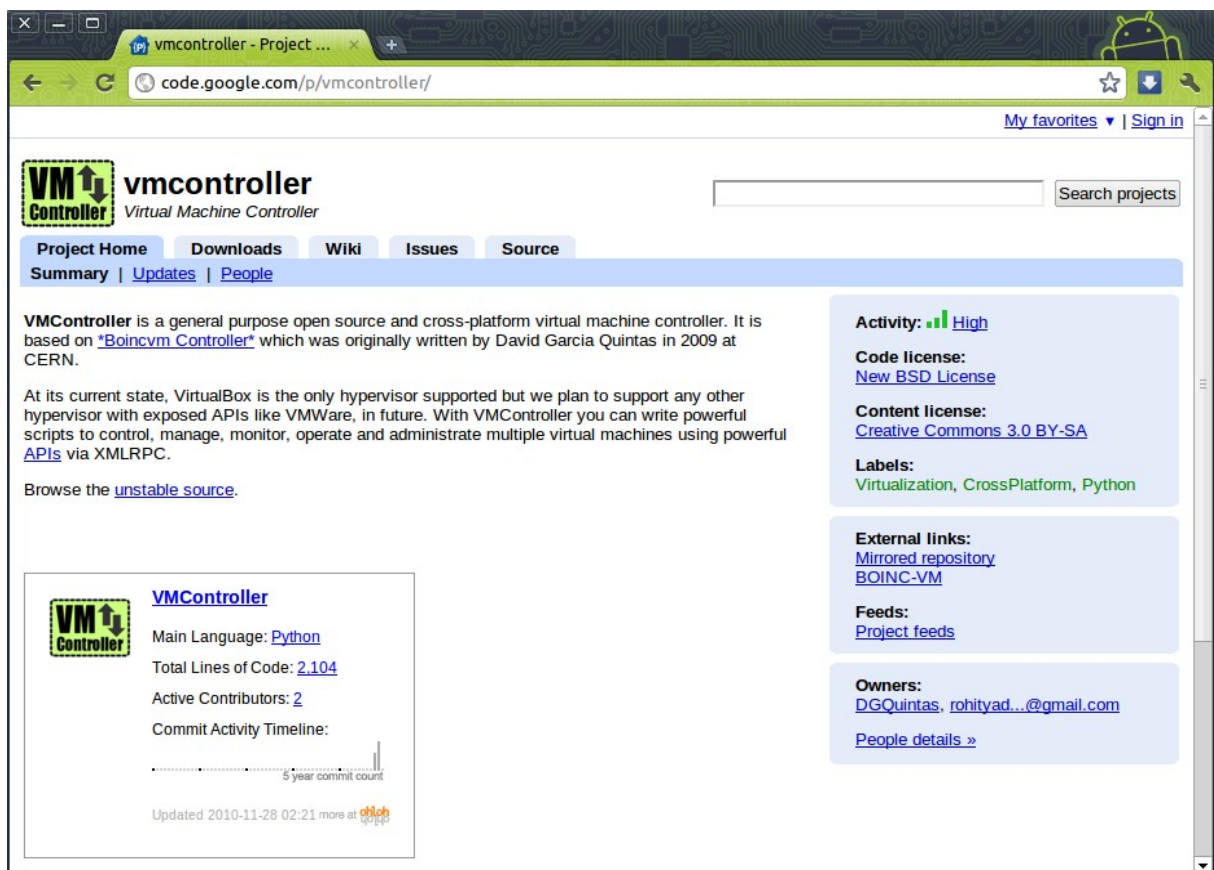 vmcontroller - Project ...
code.google.com/p/vmcontroller/
My favorites ▼ | Sign in
VM
Controller
vmcontroller
Virtual Machine Controller
Search projects
Project Home Downloads Wiki Issues Source
Summary | Updates | People
VMController is a general purpose open source and cross-platform virtual machine controller. It is
based on *Boincvm Controller* which was originally written by David Garcia Quintas in 2009 at
CERN.
At its current state, VirtualBox is the only hypervisor supported but we plan to support any other
hypervisor with exposed APIs like VMWare, in future. With VMController you can write powerful
scripts to control, manage, monitor, operate and administrate multiple virtual machines using powerful
APIs via XMLRPC.
Browse the unstable source.
VM
Controller
VMController
Main Language: Python
Total Lines of Code: 2,104
Active Contributors: 2
Commit Activity Timeline:
5 year commit count
Updated 2010-11-28 02:21 more at ohloh
Activity: High
Code license:
New BSD License
Content license:
Creative Commons 3.0 BY-SA
Labels:
Virtualization, CrossPlatform, Python
External links:
Mirrored repository
BOINC-VM
Feeds:
Project feeds
Owners:
DGQuintas, rohityad...@gmail.com
People details »